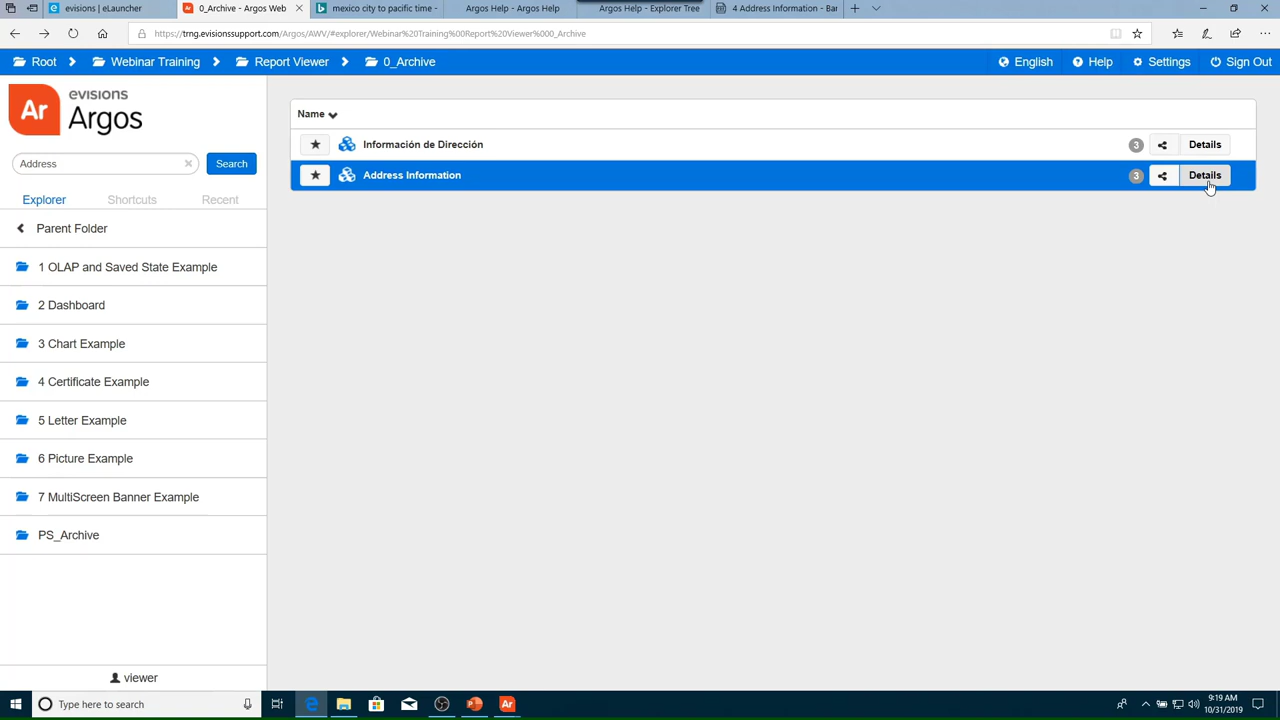 evisions | eLauncher
0_Archive - Argos Web
mexico city to pacific time -
Argos Help - Argos Help
Argos Help - Explorer Tree
4 Address Information - Bar
https://trng.evisionssupport.com/Argos/AWV/#explorer/Webinar%20Training%00Report%20Viewer%000_Archive
Root
Webinar Training
Report Viewer
0_Archive
English
Help
Settings
Sign Out
Ar
evisions
Argos
Address
Search
Explorer
Shortcuts
Recent
Parent Folder
1 OLAP and Saved State Example
2 Dashboard
3 Chart Example
4 Certificate Example
5 Letter Example
6 Picture Example
7 MultiScreen Banner Example
PS_Archive
viewer
Name
Información de Dirección
3
Details
Address Information
3
Details
Type here to search
9:19 AM
10/31/2019